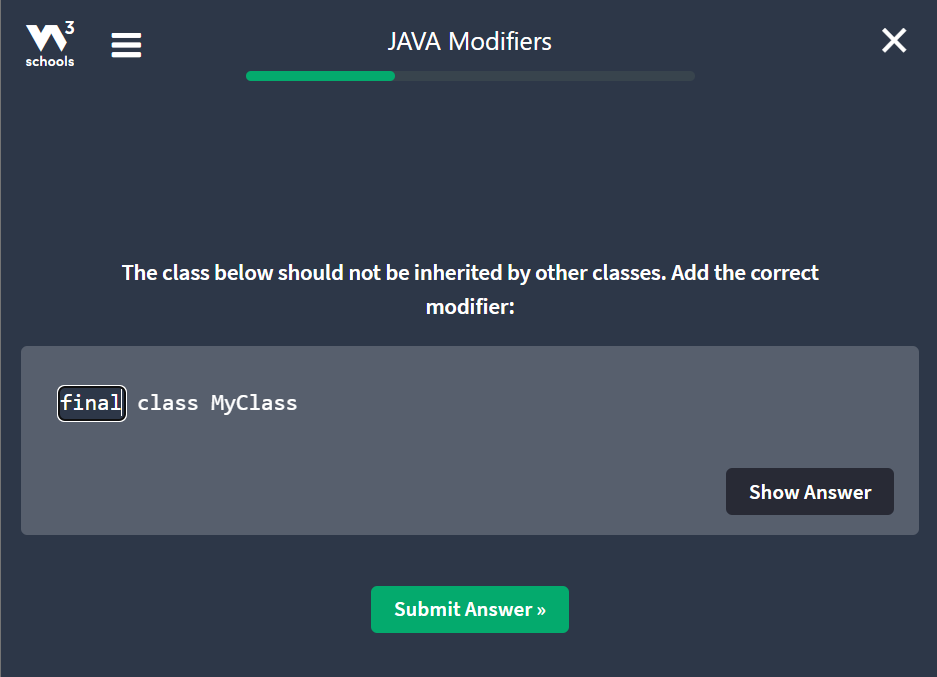 3
schools
JAVA Modifiers
The class below should not be inherited by other classes. Add the correct
modifier:
final class MyClass
Show Answer
Submit Answer »